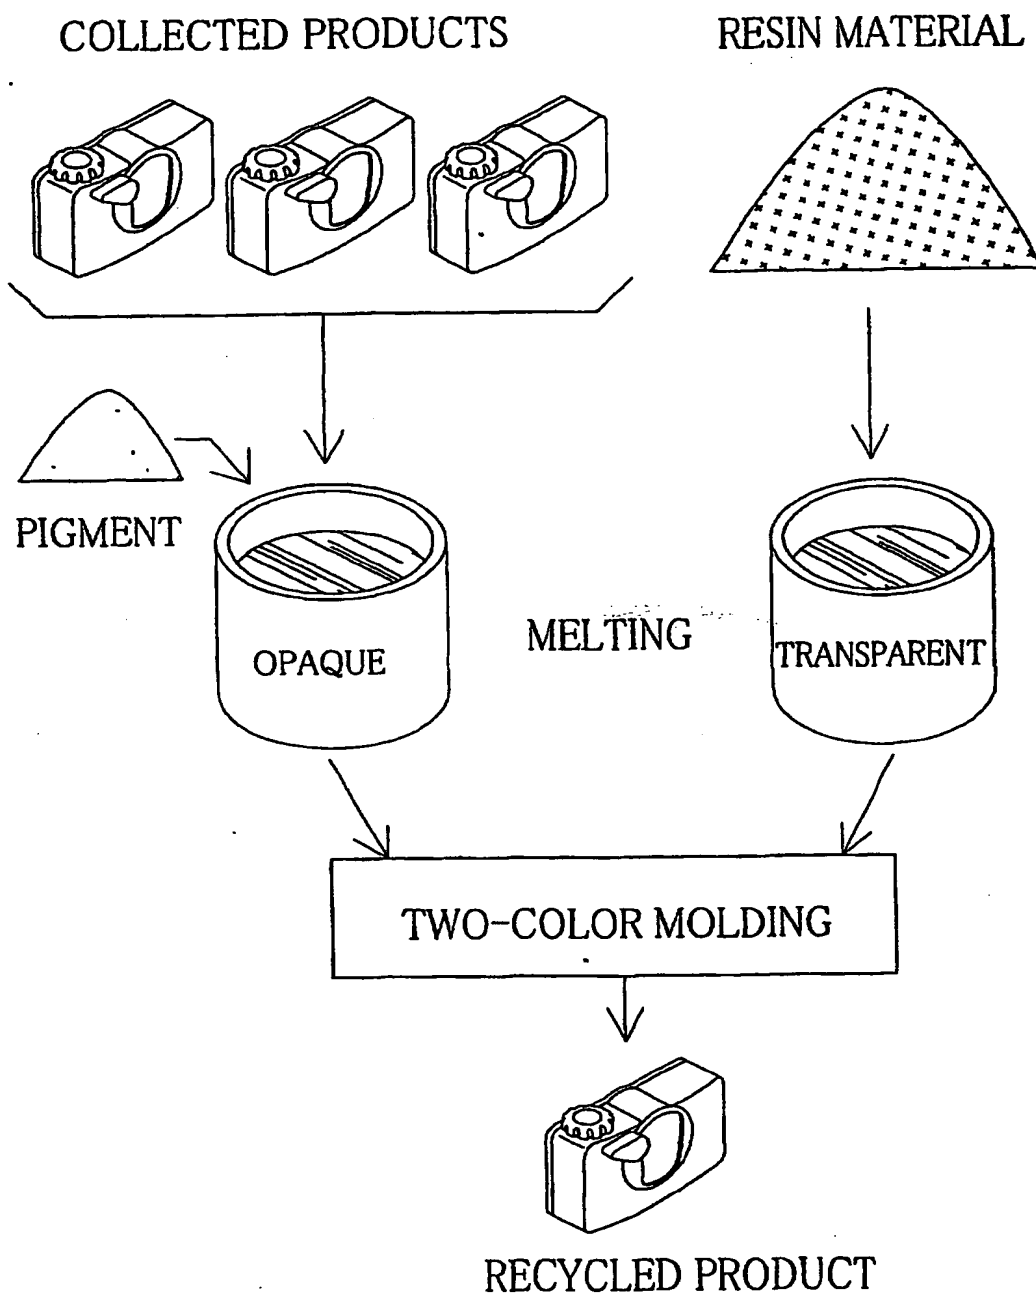 COLLECTED PRODUCTS
RESIN MATERIAL
PIGMENT
OPAQUE
MELTING
TRANSPARENT
TWO-COLOR MOLDING
RECYCLED PRODUCT